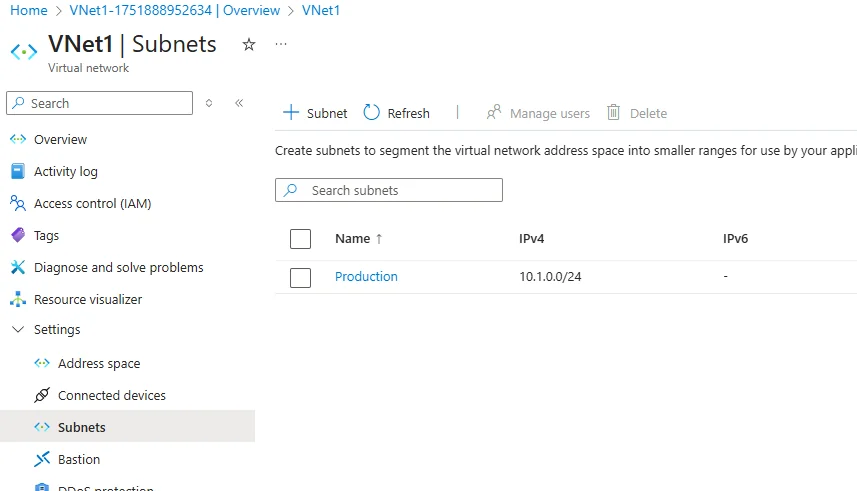 Home > VNet1-1751888952634 | Overview > VNet1
VNet1 | Subnets
Virtual network
Search
Overview
Activity log
Access control (IAM)
Tags
Diagnose and solve problems
Resource visualizer
Settings
Address space
Connected devices
Subnets
Bastion
DDoS protection
Subnet Refresh Manage users Delete
Create subnets to segment the virtual network address space into smaller ranges for use by your appli
Search subnets
Name ↑ IPv4 IPv6
Production 10.1.0.0/24 -